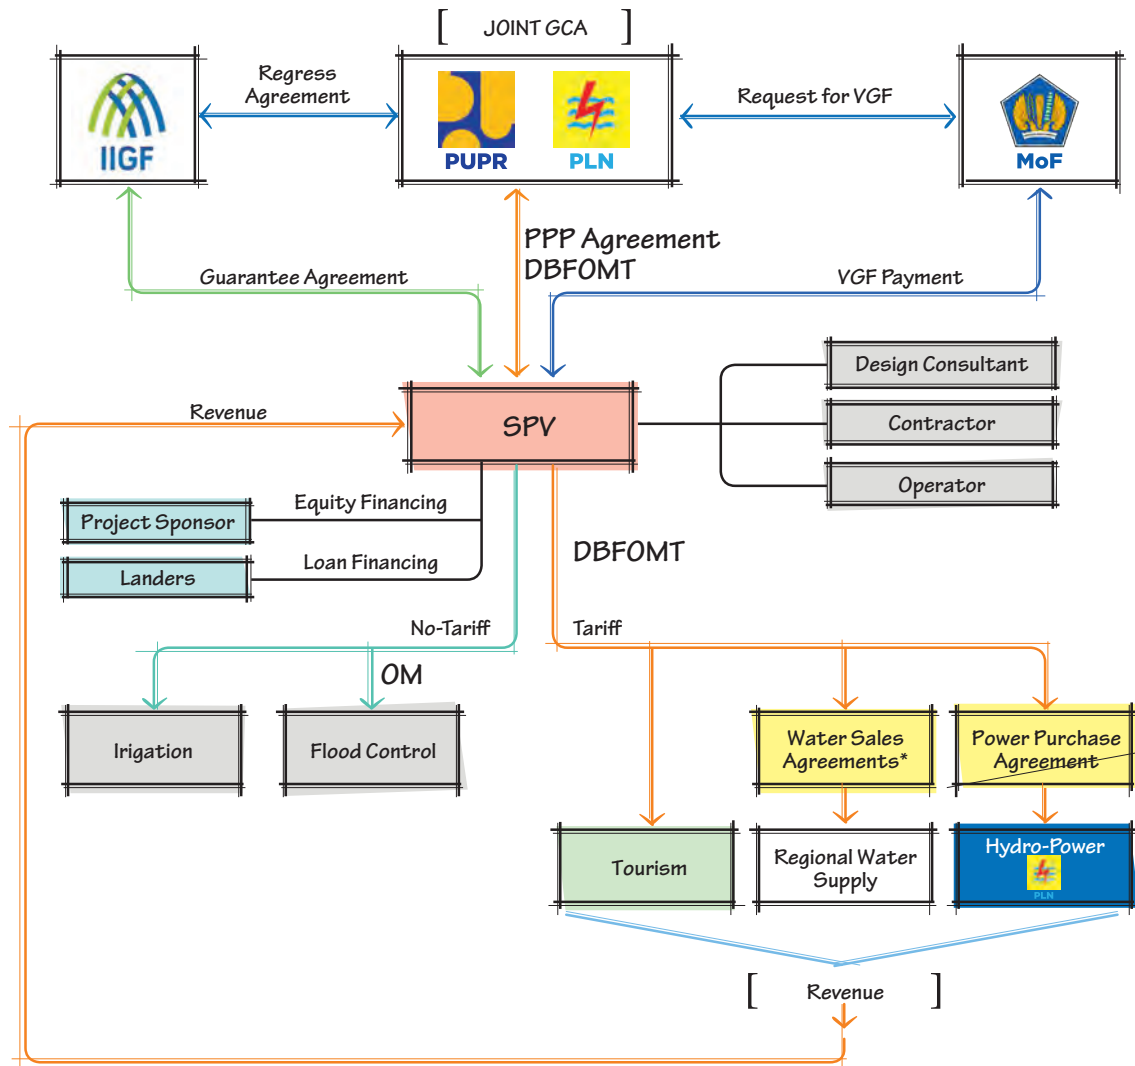 [ JOINT GCA ]
IIGF
Regress
Agreement
PUPR
PLN
Request for VGF
MoF
PPP Agreement
DBFOMT
Guarantee Agreement
VGF Payment
Design Consultant
Revenue
SPV
Contractor
Operator
Equity Financing
Project Sponsor
DBFOMT
Loan Financing
Landers
No-Tariff
Tariff
OM
Irigation
Flood Control
Water Sales
Agreements*
Power Purchase
Agreement
Tourism
Regional Water
Supply
Hydro-Power
PLN
[ Revenue ]